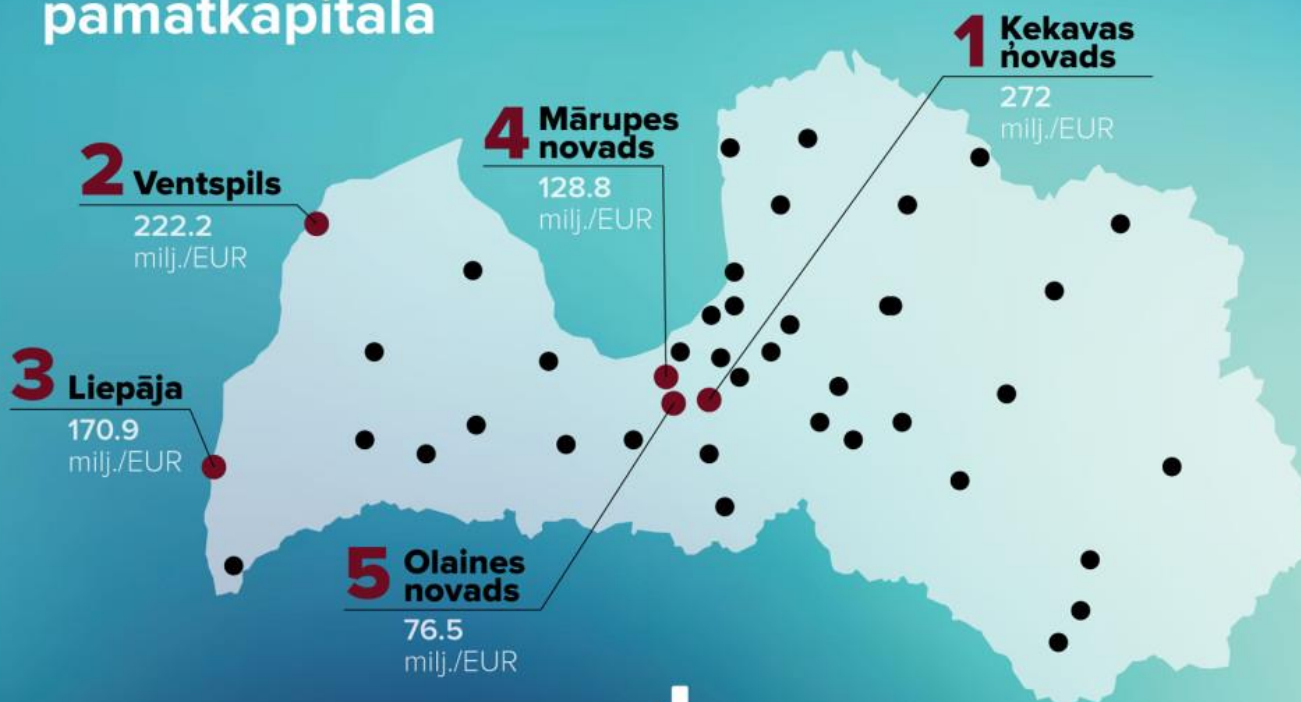 pamatkapitālā
1 Ķekavas
novads
272
milj./EUR
4 Mārupes
novads
128.8
milj./EUR
2 Ventspils
222.2
milj./EUR
3 Liepāja
170.9
milj./EUR
5 Olaines
novads
76.5
milj./EUR